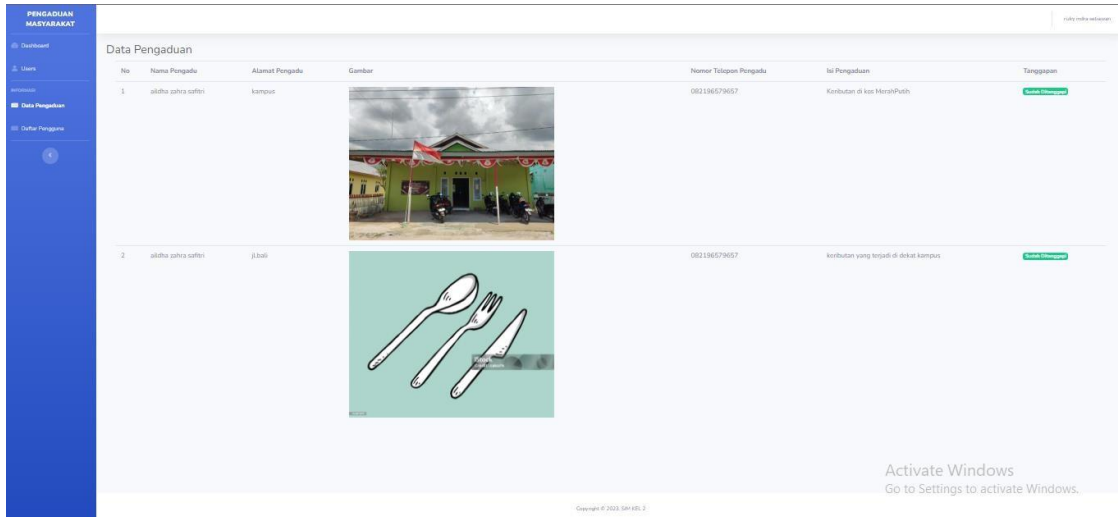 PENGADUAN
MASYARAKAT
Dashboard
Users
Data Pengaduan
Daftar Pengguna
Data Pengaduan
No Nama Pengadu Alamat Pengadu Gambar Nomor Telepon Pengadu Isi Pengaduan Tanggapan
1 alidha zahra safitri kampus 082196579657 Keributan di kos MerahPutih Sudah Ditanggapi
2 alidha zahra safitri jl.bali 082196579657 keributan yang terjadi di dekat kampus Sudah Ditanggapi
iStock
Activate Windows
Go to Settings to activate Windows.
Copyright © 2023, SIM KEL 2